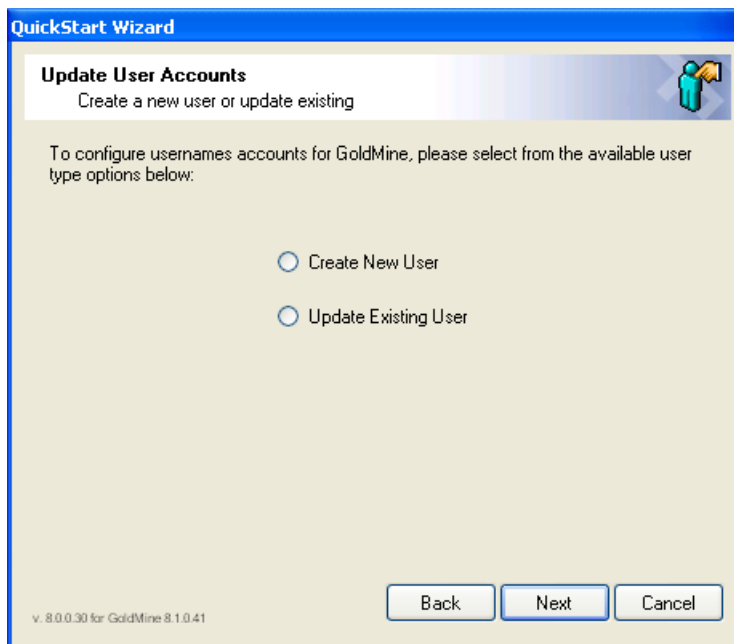 QuickStart Wizard
Update User Accounts
Create a new user or update existing
To configure usernames accounts for GoldMine, please select from the available user
type options below:
Create New User
Update Existing User
Back
Next
Cancel
v. 8.0.0.30 for GoldMine 8.1.0.41